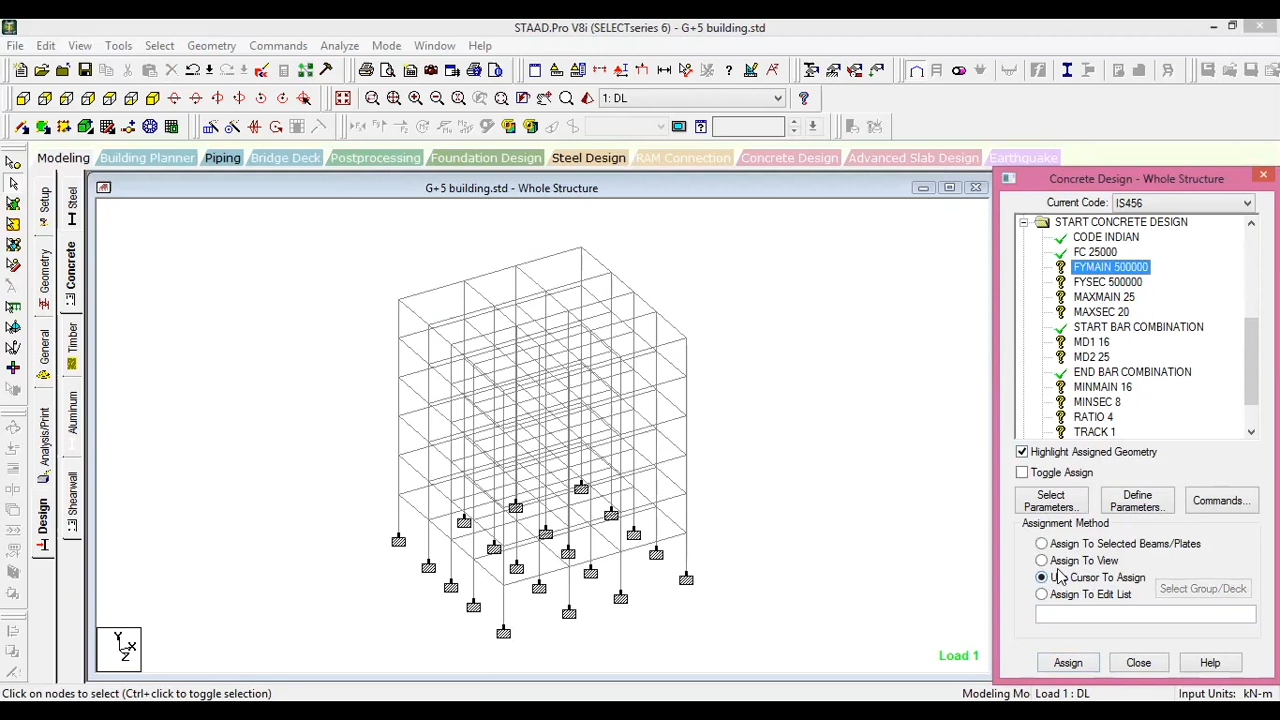 STAAD.Pro V8i (SELECTseries 6) - G+5 building.std
File Edit View Tools Select Geometry Commands Analyze Mode Window Help
1: DL
Modeling Building Planner Piping Bridge Deck Postprocessing Foundation Design Steel Design RAM Connection Concrete Design Advanced Slab Design Earthquake
G+5 building.std - Whole Structure
Setup
Geometry
General
Analysis/Print
Design
Steel
Concrete
Timber
Aluminum
Shearwall
Y
X
Z
Load 1
Concrete Design - Whole Structure
Current Code: IS456
START CONCRETE DESIGN
CODE INDIAN
FC 25000
FYMAIN 500000
FYSEC 500000
MAXMAIN 25
MAXSEC 20
START BAR COMBINATION
MD1 16
MD2 25
END BAR COMBINATION
MINMAIN 16
MINSEC 8
RATIO 4
TRACK 1
Highlight Assigned Geometry
Toggle Assign
Select Parameters..
Define Parameters..
Commands...
Assignment Method
Assign To Selected Beams/Plates
Assign To View
Cursor To Assign
Assign To Edit List
Select Group/Deck
Assign Close Help
Click on nodes to select (Ctrl+click to toggle selection)
Modeling Mo Load 1 : DL Input Units: kN-m